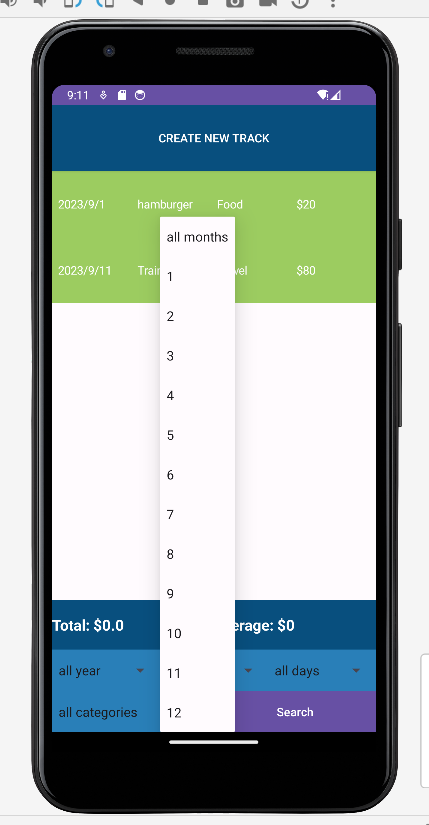 9:11
CREATE NEW TRACK
2023/9/1 hamburger Food $20
all months
2023/9/11 Train vel $80
1
2
3
4
5
6
7
8
9
10
11
12
Total: $0.0 erage: $0
all year all days
all categories Search